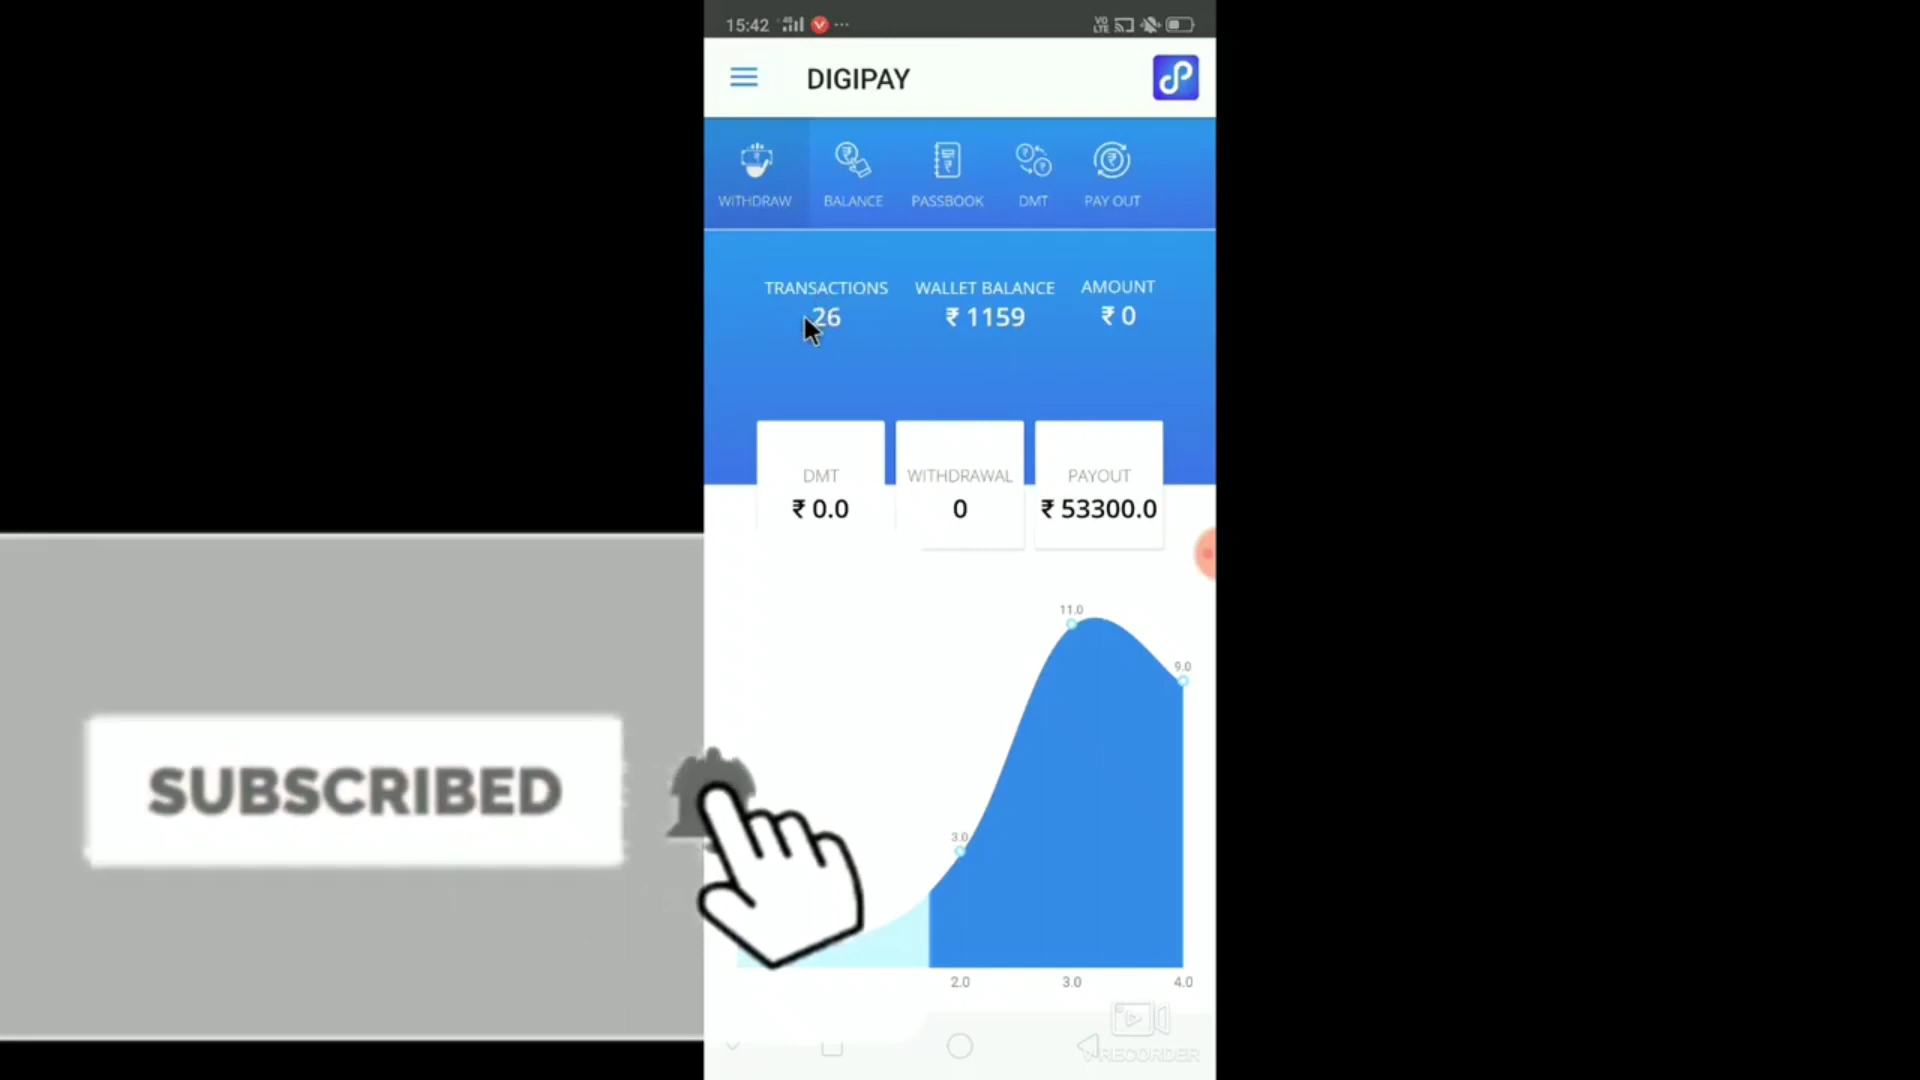 15:42
VO
LTE
DIGIPAY
WITHDRAW BALANCE PASSBOOK DMT PAY OUT
TRANSACTIONS WALLET BALANCE AMOUNT
26 ₹ 1159 ₹ 0
DMT WITHDRAWAL PAYOUT
₹ 0.0 0 ₹ 53300.0
11.0
9.0
3.0
SUBSCRIBED
2.0 3.0 4.0
RECORDER